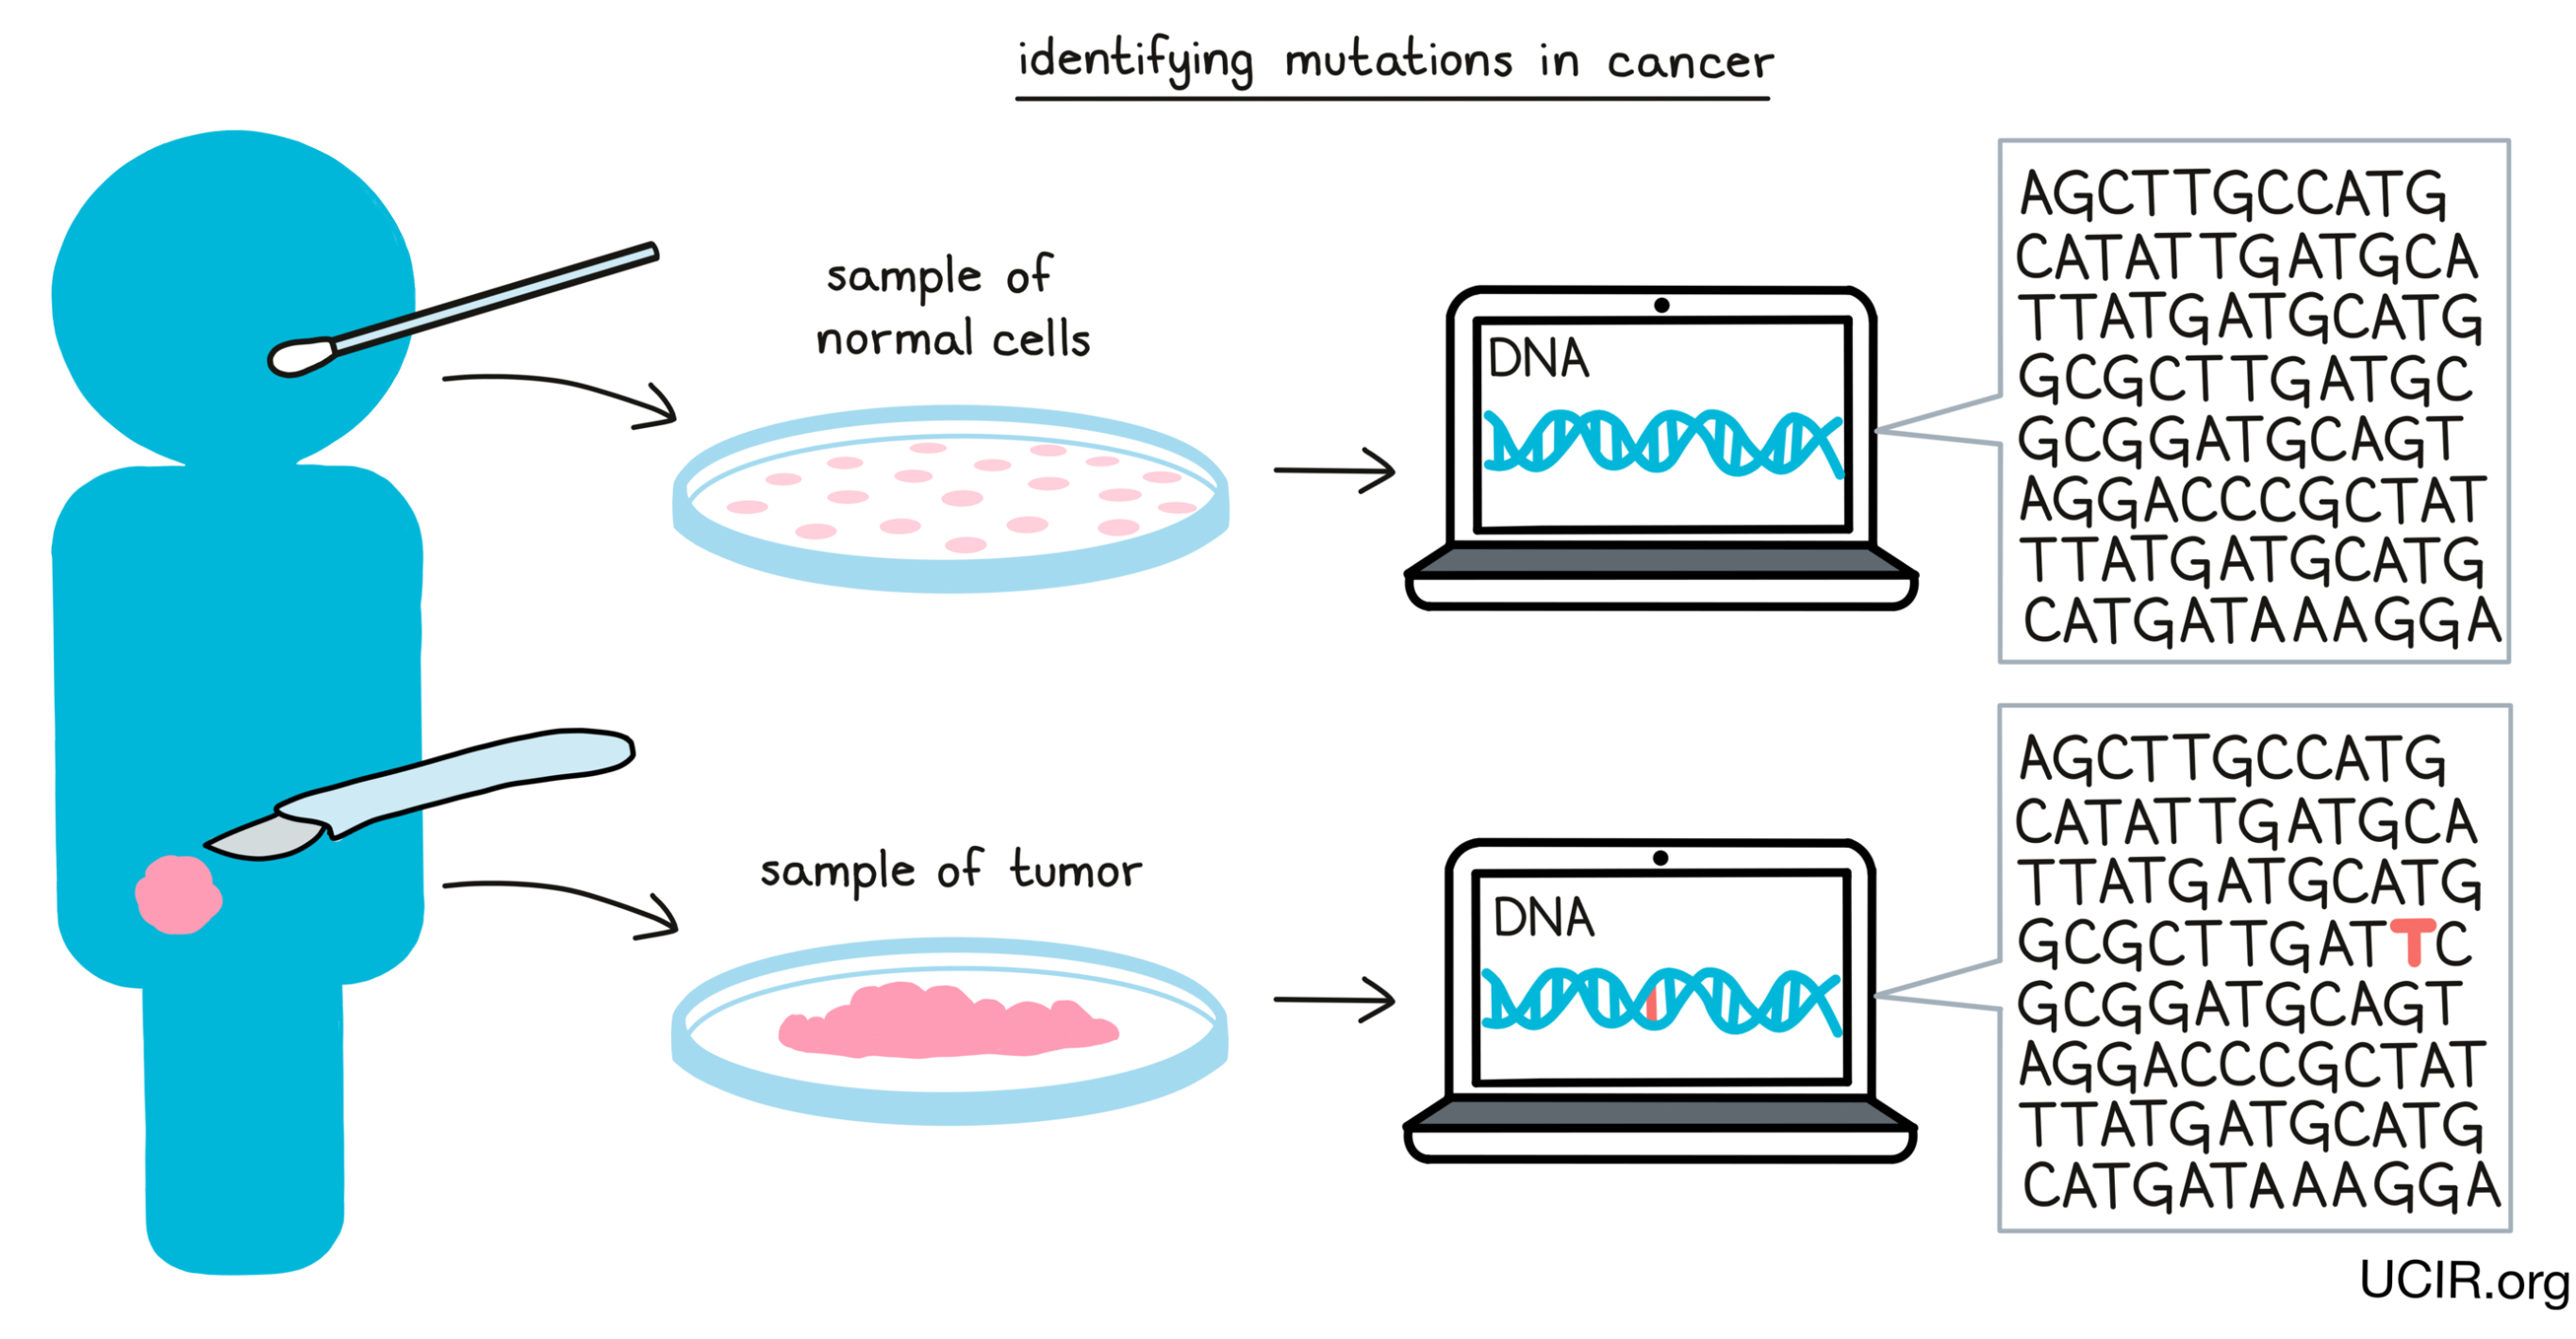 identifying mutations in cancer
sample of
normal cells
DNA
AGCTTGCCATG
CATATTGATGCA
TTATGATGCATG
GCGCTTGATGC
GCGGATGCAGT
AGGACCCGCTAT
TTATGATGCATG
CATGATAAAGGA
sample of tumor
DNA
AGCTTGCCATG
CATATTGATGCA
TTATGATGCATG
GCGCTTGATTC
GCGGATGCAGT
AGGACCCGCTAT
TTATGATGCATG
CATGATAAAGGA
UCIR.org